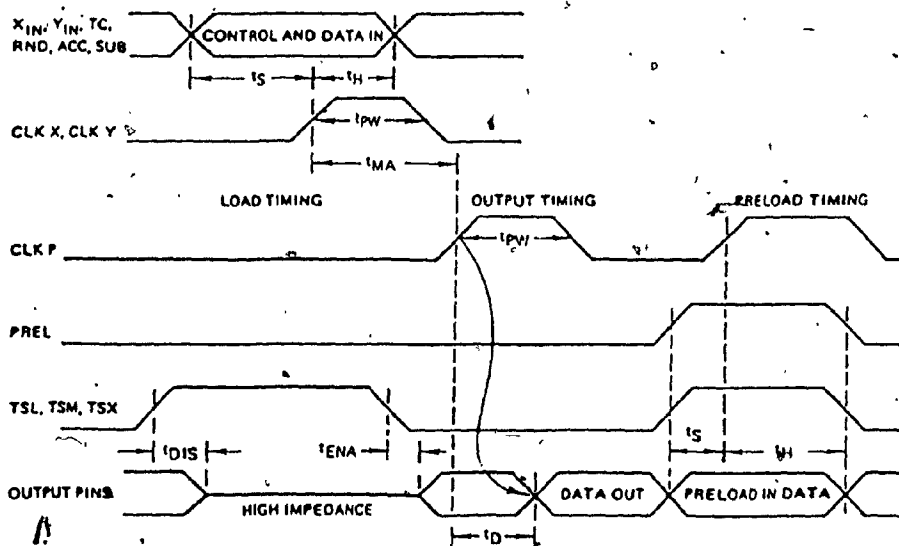 XIN, YIN, TC,
RND, ACC, SUB
CONTROL AND DATA IN
tS
tH
CLK X, CLK Y
tPW
tMA
LOAD TIMING
OUTPUT TIMING
PRELOAD TIMING
CLK P
tPW
PREL
TSL, TSM, TSX
tDIS
tENA
tS
tH
OUTPUT PINS
HIGH IMPEDANCE
DATA OUT
PRELOAD IN DATA
tD